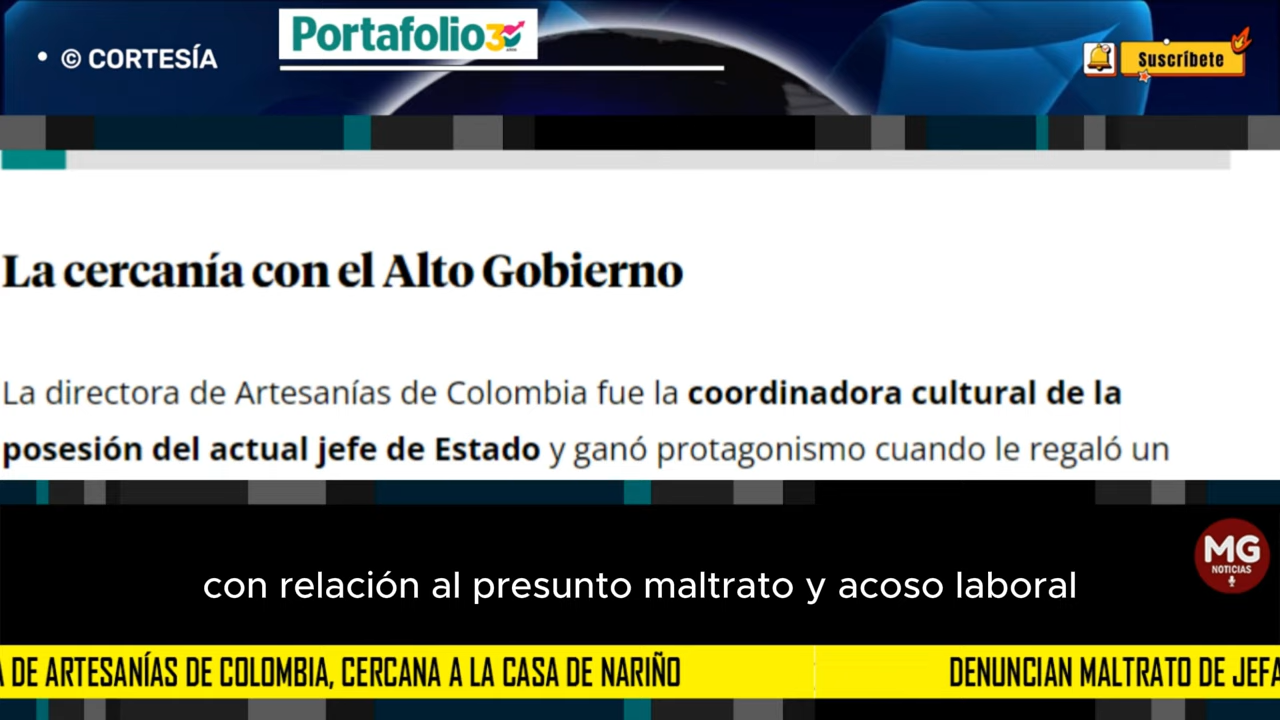 • © CORTESÍA
Portafolio
Suscríbete
La cercanía con el Alto Gobierno
La directora de Artesanías de Colombia fue la coordinadora cultural de la
posesión del actual jefe de Estado y ganó protagonismo cuando le regaló un
MG
NOTICIAS
con relación al presunto maltrato y acoso laboral
A DE ARTESANÍAS DE COLOMBIA, CERCANA A LA CASA DE NARIÑO DENUNCIAN MALTRATO DE JEFA